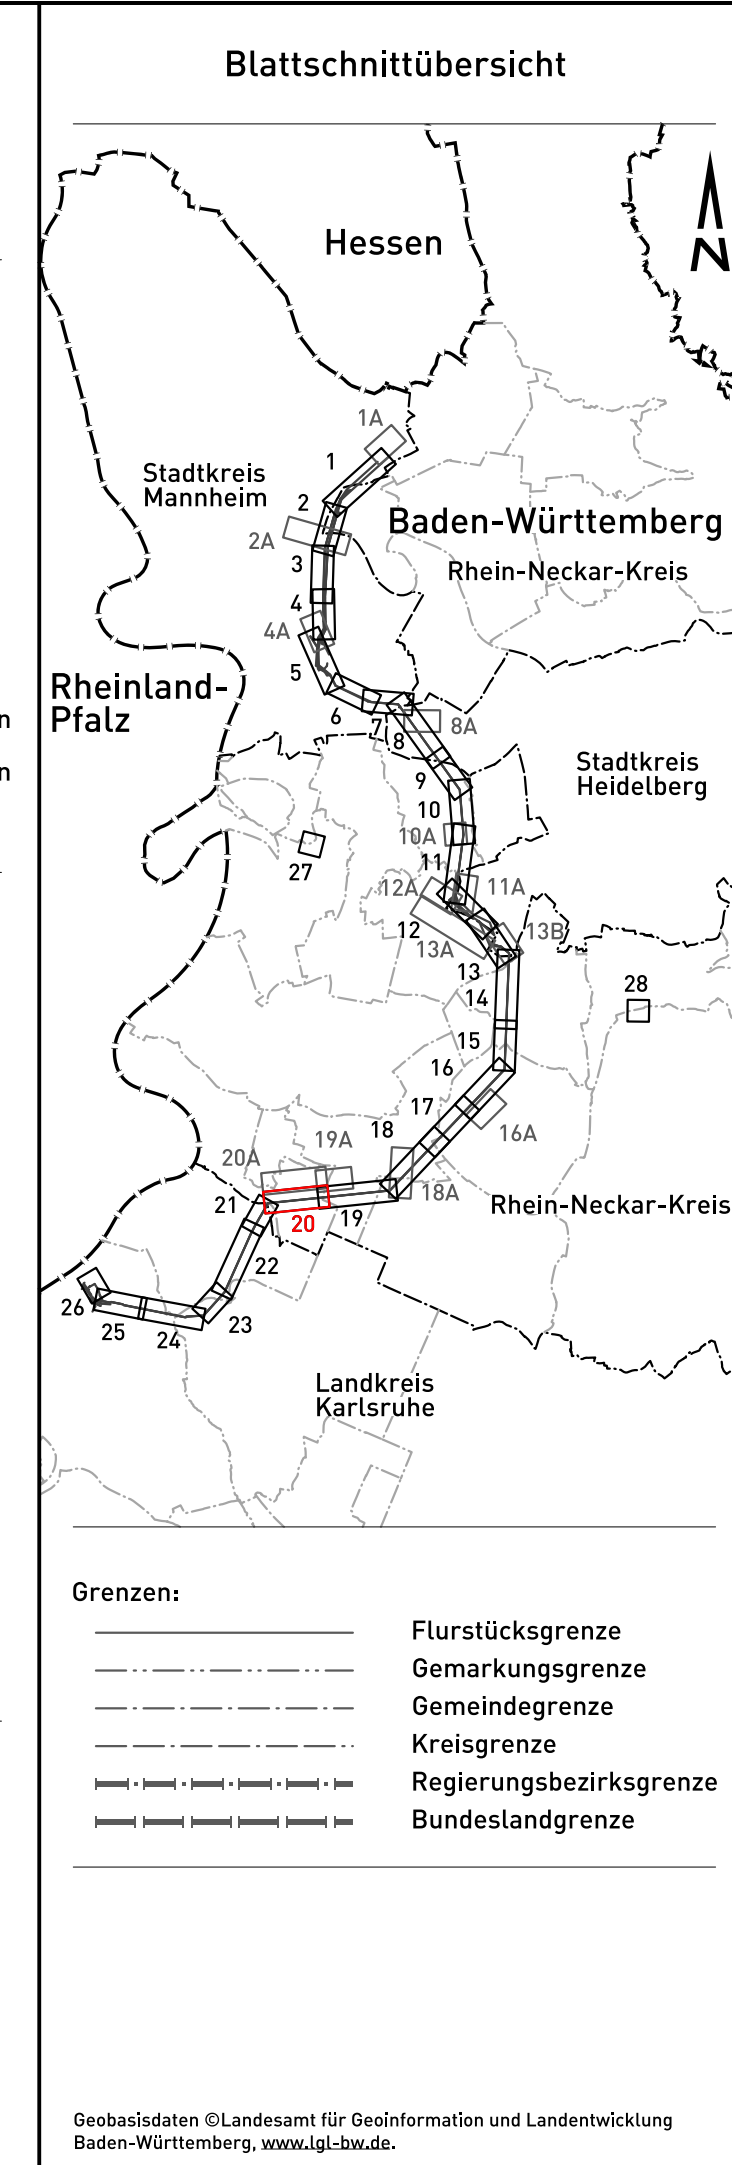 Blattschnittübersicht
Hessen
N
1A
1
Stadtkreis
Mannheim
2
Baden-Württemberg
2A
3
Rhein-Neckar-Kreis
4
4A
5
Rheinland-
Pfalz
n
6
7
8A
8
n
Stadtkreis
Heidelberg
9
10
10A
11
27
12A
11A
12
13B
13A
13
28
14
15
16
17
16A
18
19A
20A
18A
21
20
19
Rhein-Neckar-Kreis
22
26
25
24
23
Landkreis
Karlsruhe
Grenzen:
Flurstücksgrenze
Gemarkungsgrenze
Gemeindegrenze
Kreisgrenze
Regierungsbezirksgrenze
Bundeslandgrenze
Geobasisdaten ©Landesamt für Geoinformation und Landentwicklung
Baden-Württemberg, www.lgl-bw.de.